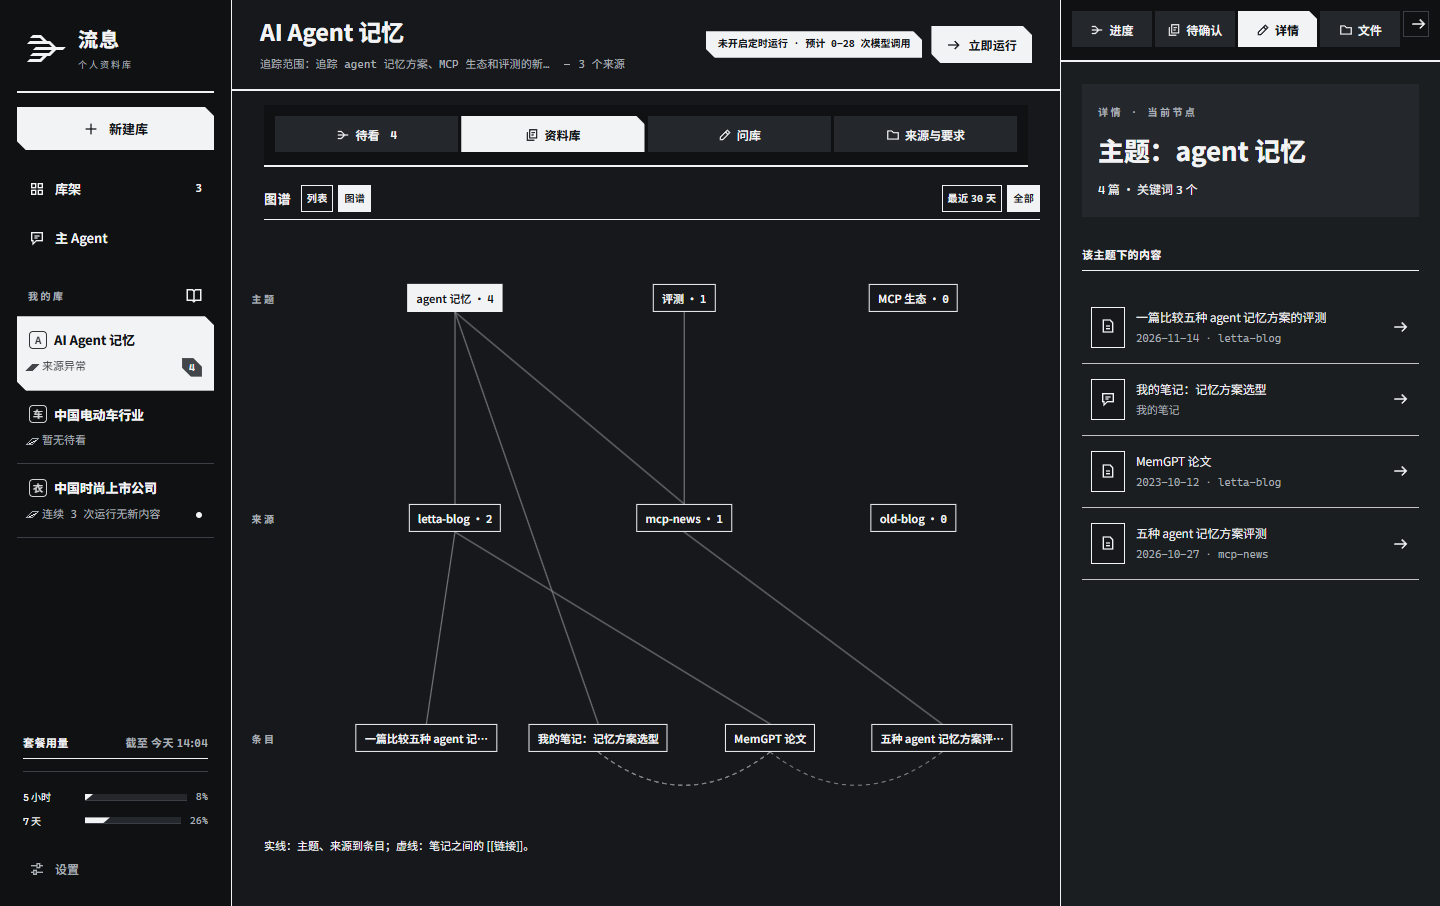 流息
个人资料库
新建库
库架 3
主 Agent
我的库
A AI Agent 记忆
来源异常 4
车 中国电动车行业
暂无待看
衣 中国时尚上市公司
连续 3 次运行无新内容
套餐用量 截至 今天 14:04
5 小时 8%
7 天 26%
设置
AI Agent 记忆
追踪范围：追踪 agent 记忆方案、MCP 生态和评测的新… — 3 个来源
未开启定时运行 · 预计 0–28 次模型调用
立即运行
待看 4
资料库
问库
来源与要求
图谱 列表 图谱
最近 30 天 全部
主题
agent 记忆 · 4
评测 · 1
MCP 生态 · 0
来源
letta-blog · 2
mcp-news · 1
old-blog · 0
条目
一篇比较五种 agent 记…
我的笔记：记忆方案选型
MemGPT 论文
五种 agent 记忆方案评…
实线：主题、来源到条目；虚线：笔记之间的 [[链接]]。
进度
待确认
详情
文件
详情 · 当前节点
主题：agent 记忆
4 篇 · 关键词 3 个
该主题下的内容
一篇比较五种 agent 记忆方案的评测
2026-11-14 · letta-blog
我的笔记：记忆方案选型
我的笔记
MemGPT 论文
2023-10-12 · letta-blog
五种 agent 记忆方案评测
2026-10-27 · mcp-news